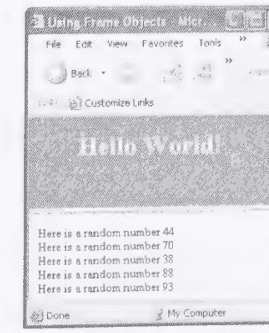 Using Frame Objects - Micr...
File Edit View Favorites Tools »
Back »
Customize Links
Hello World!
Here is a random number 44
Here is a random number 70
Here is a random number 38
Here is a random number 88
Here is a random number 93
Done My Computer